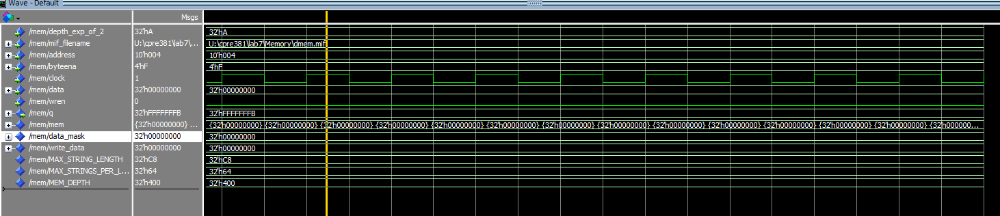 Wave - Default
Msgs
/mem/depth_exp_of_2 32'hA 32'hA
/mem/mif_filename U:\cpre381\lab7\... U:\cpre381\lab7\Memory\dmem.mif
/mem/address 10'h004 10'h004
/mem/byteena 4'hF 4'hF
/mem/clock 1
/mem/data 32'h00000000 32'h00000000
/mem/wren 0
/mem/q 32'hFFFFFFFB 32'hFFFFFFFB
/mem/mem {32'h00000000} ... {32'h00000000} {32'h00000000} {32'h00000000} {32'h00000000} {32'h00000000} {32'h00000000} {32'h00000000} {32'h00000000} {32'h00000000} {32'h00000000} {32'h00000000} {32'h00000000} {32'h00000000} {32'h0000...
/mem/data_mask 32'h00000000 32'h00000000
/mem/write_data 32'h00000000 32'h00000000
/mem/MAX_STRING_LENGTH 32'hC8 32'hC8
/mem/MAX_STRINGS_PER_L... 32'h64 32'h64
/mem/MEM_DEPTH 32'h400 32'h400